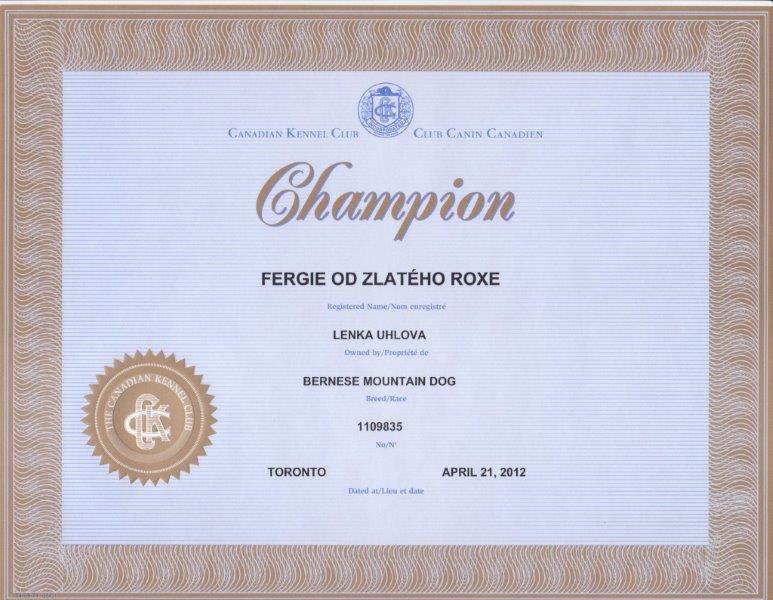 CANADIAN KENNEL CLUB CLUB CANIN CANADIEN
Champion
FERGIE OD ZLATÉHO ROXE
Registered Name/Nom enregistré
LENKA UHLOVA
Owned by/Propriété de
BERNESE MOUNTAIN DOG
Breed/Race
1109835
No/N°
THE CANADIAN KENNEL CLUB
CKC
TORONTO APRIL 21, 2012
Dated at/Lieu et date